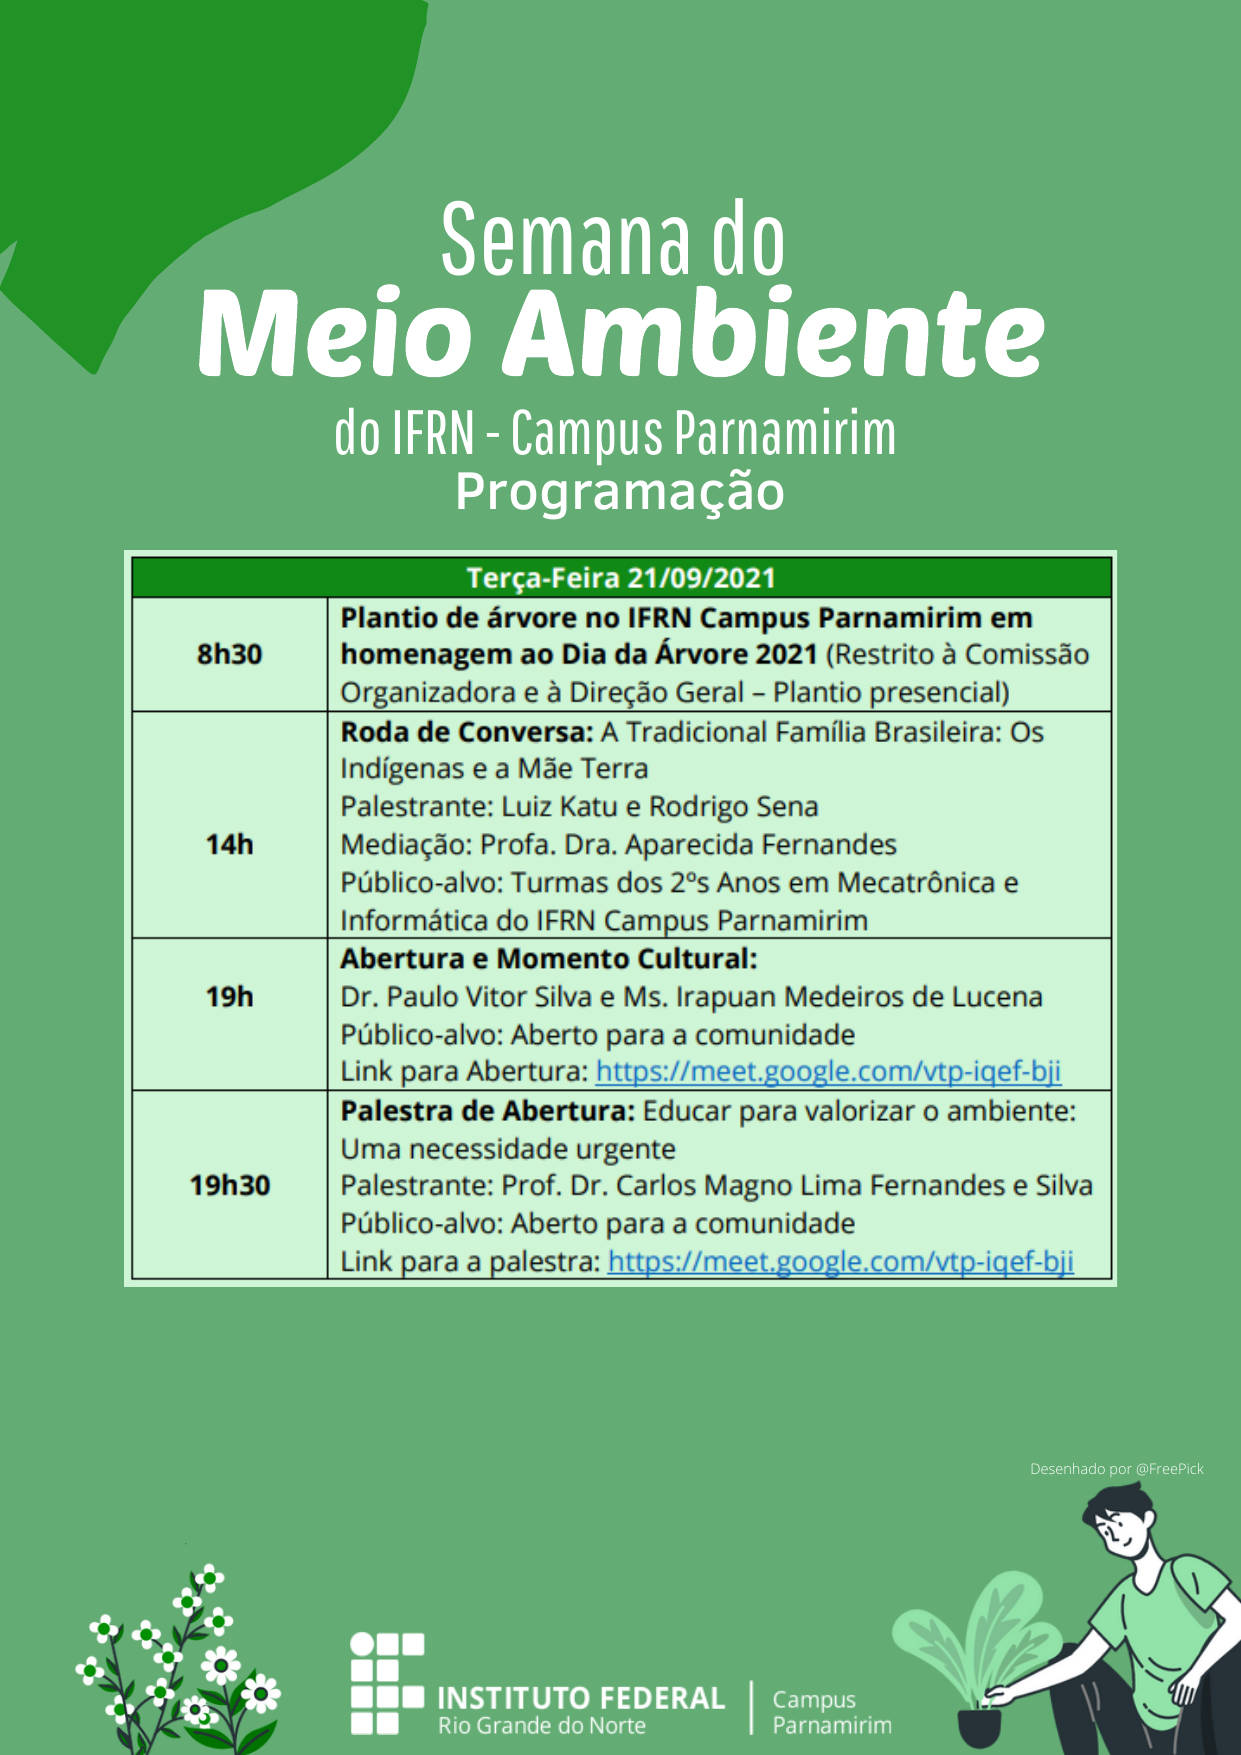 Semana do
Meio Ambiente
do IFRN - Campus Parnamirim
Programação
Terça-Feira 21/09/2021
8h30
Plantio de árvore no IFRN Campus Parnamirim em
homenagem ao Dia da Árvore 2021 (Restrito à Comissão
Organizadora e à Direção Geral – Plantio presencial)
14h
Roda de Conversa: A Tradicional Família Brasileira: Os
Indígenas e a Mãe Terra
Palestrante: Luiz Katu e Rodrigo Sena
Mediação: Profa. Dra. Aparecida Fernandes
Público-alvo: Turmas dos 2ºs Anos em Mecatrônica e
Informática do IFRN Campus Parnamirim
19h
Abertura e Momento Cultural:
Dr. Paulo Vitor Silva e Ms. Irapuan Medeiros de Lucena
Público-alvo: Aberto para a comunidade
Link para Abertura: https://meet.google.com/vtp-iqef-bji
19h30
Palestra de Abertura: Educar para valorizar o ambiente:
Uma necessidade urgente
Palestrante: Prof. Dr. Carlos Magno Lima Fernandes e Silva
Público-alvo: Aberto para a comunidade
Link para a palestra: https://meet.google.com/vtp-iqef-bji
Desenhado por @FreePick
INSTITUTO FEDERAL
Rio Grande do Norte
Campus
Parnamirim